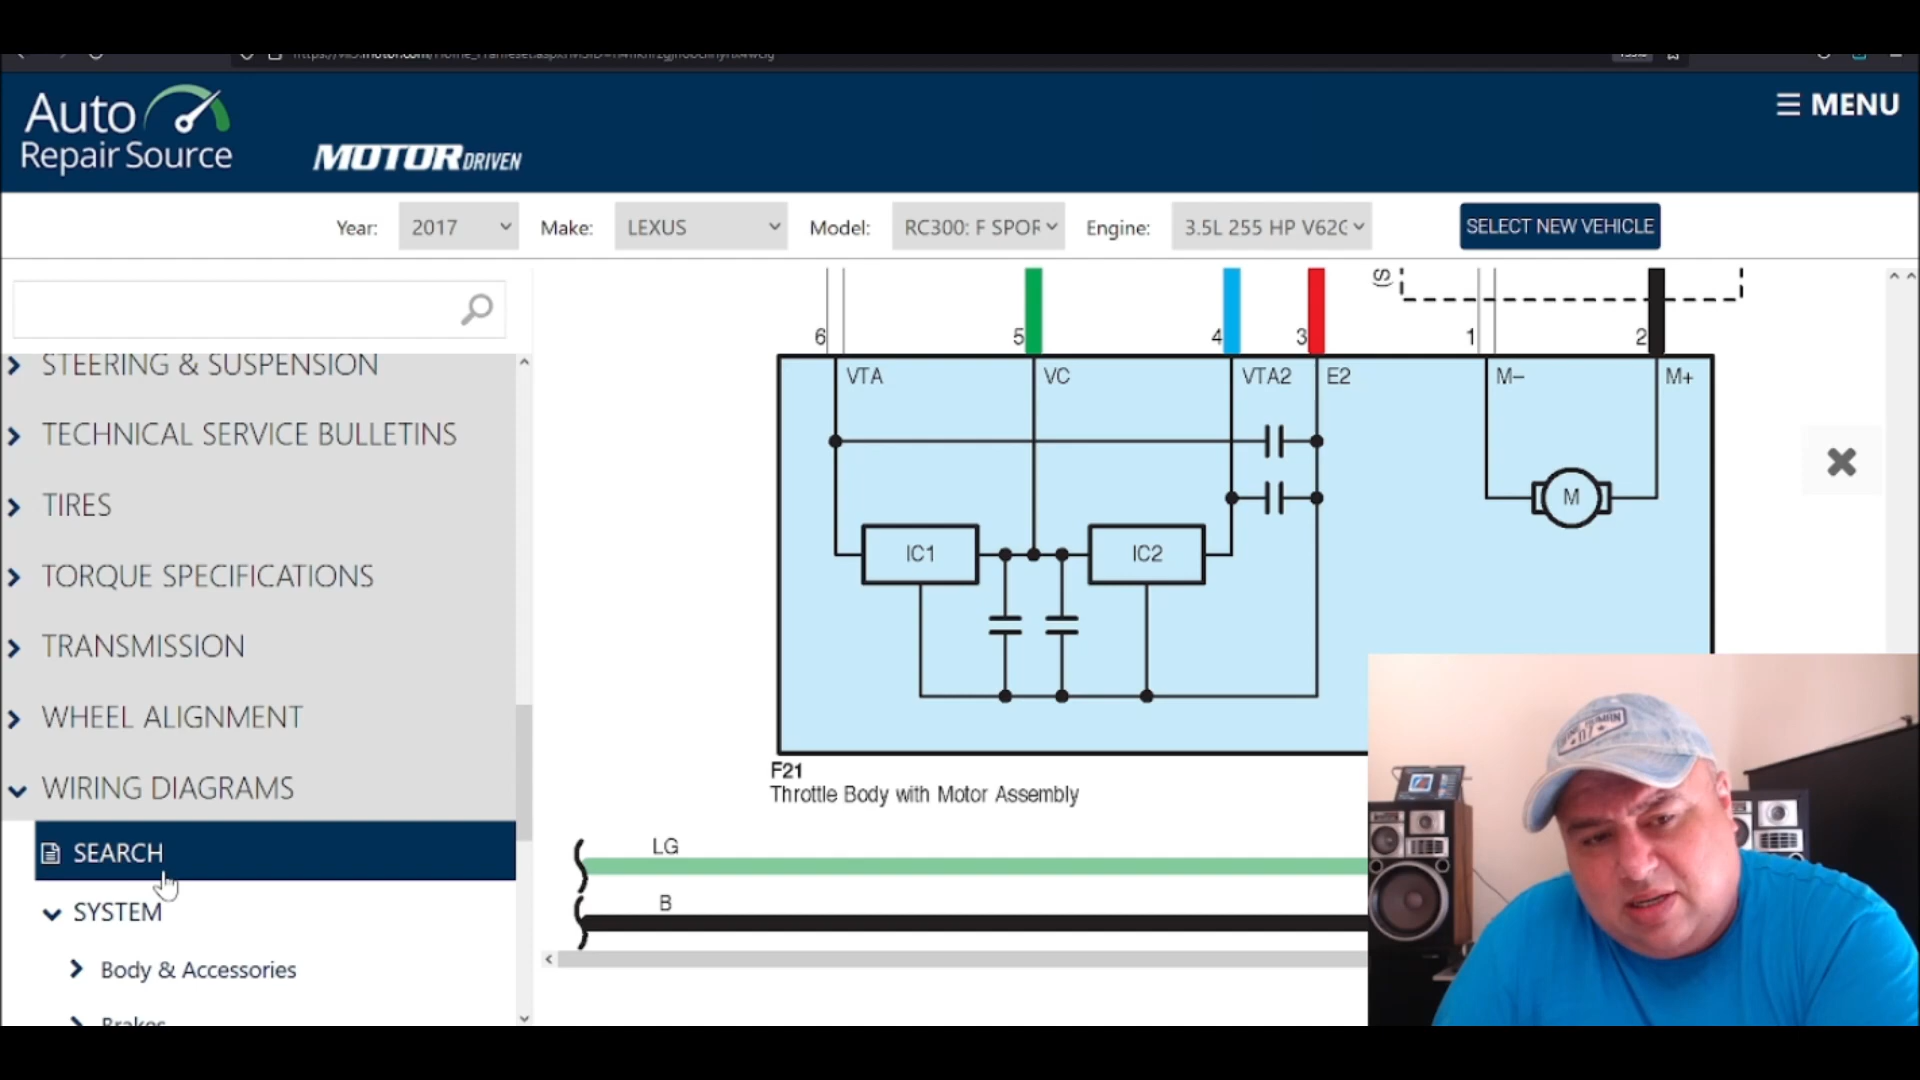 Auto
Repair Source
MOTOR DRIVEN
MENU
Year: 2017 Make: LEXUS Model: RC300: F SPOR Engine: 3.5L 255 HP V62G SELECT NEW VEHICLE
STEERING & SUSPENSION
TECHNICAL SERVICE BULLETINS
TIRES
TORQUE SPECIFICATIONS
TRANSMISSION
WHEEL ALIGNMENT
WIRING DIAGRAMS
SEARCH
SYSTEM
Body & Accessories
Brakes
6 5 4 3 1 2
VTA VC VTA2 E2 M- M+
M
IC1 IC2
F21
Throttle Body with Motor Assembly
LG
B